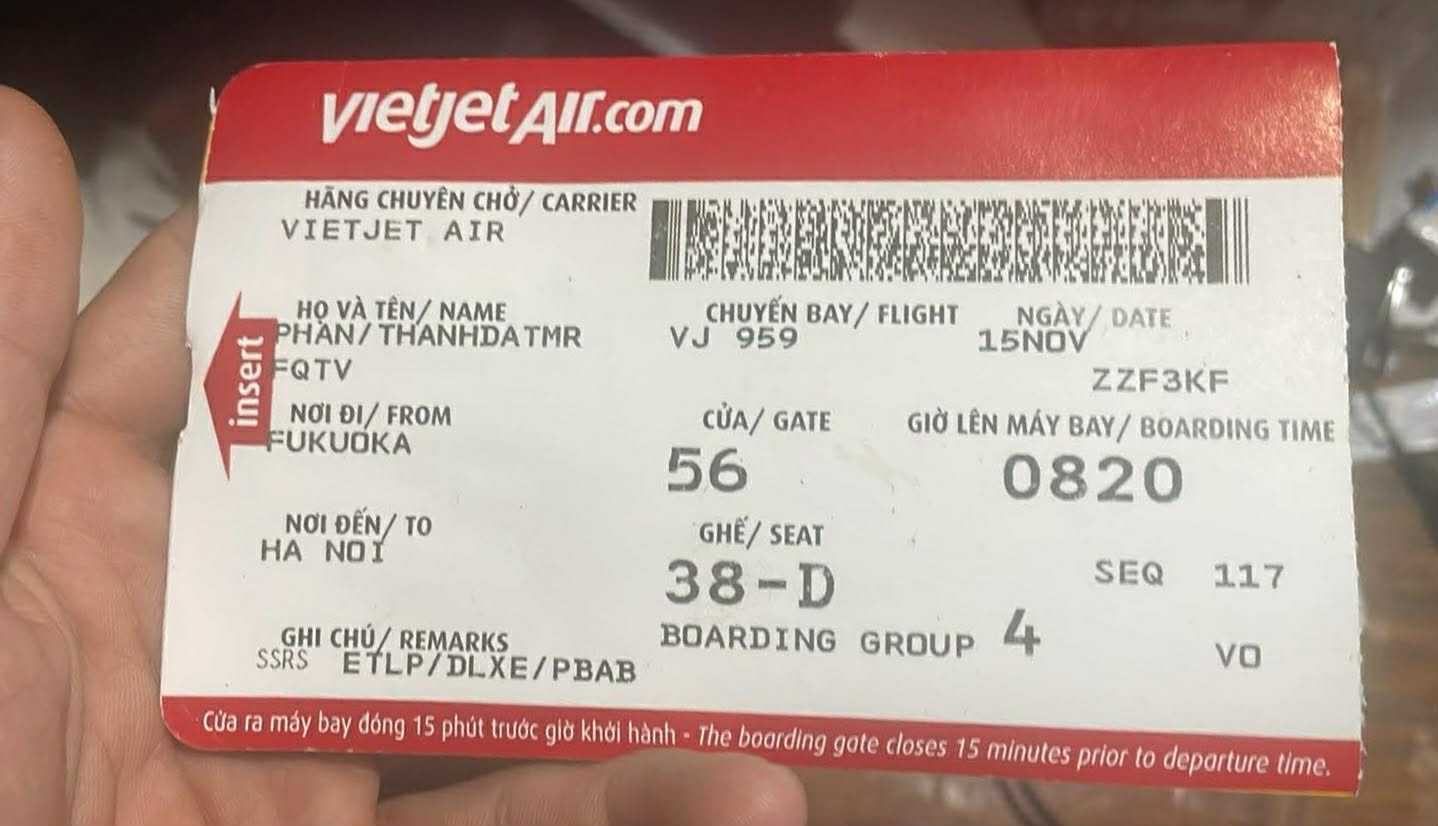 vietjetAir.com
HÃNG CHUYÊN CHỞ/ CARRIER
VIETJET AIR
HỌ VÀ TÊN/ NAME
PHAN/THANHDATMR
FQTV
CHUYẾN BAY/ FLIGHT
VJ 959
NGÀY/ DATE
15NOV
ZZF3KF
insert
NƠI ĐI/ FROM
FUKUOKA
CỬA/ GATE
56
GIỜ LÊN MÁY BAY/ BOARDING TIME
0820
NƠI ĐẾN/ TO
HA NOI
GHẾ/ SEAT
38-D
SEQ 117
GHI CHÚ/ REMARKS
SSRS ETLP/DLXE/PBAB
BOARDING GROUP 4
VO
Cửa ra máy bay đóng 15 phút trước giờ khởi hành - The boarding gate closes 15 minutes prior to departure time.